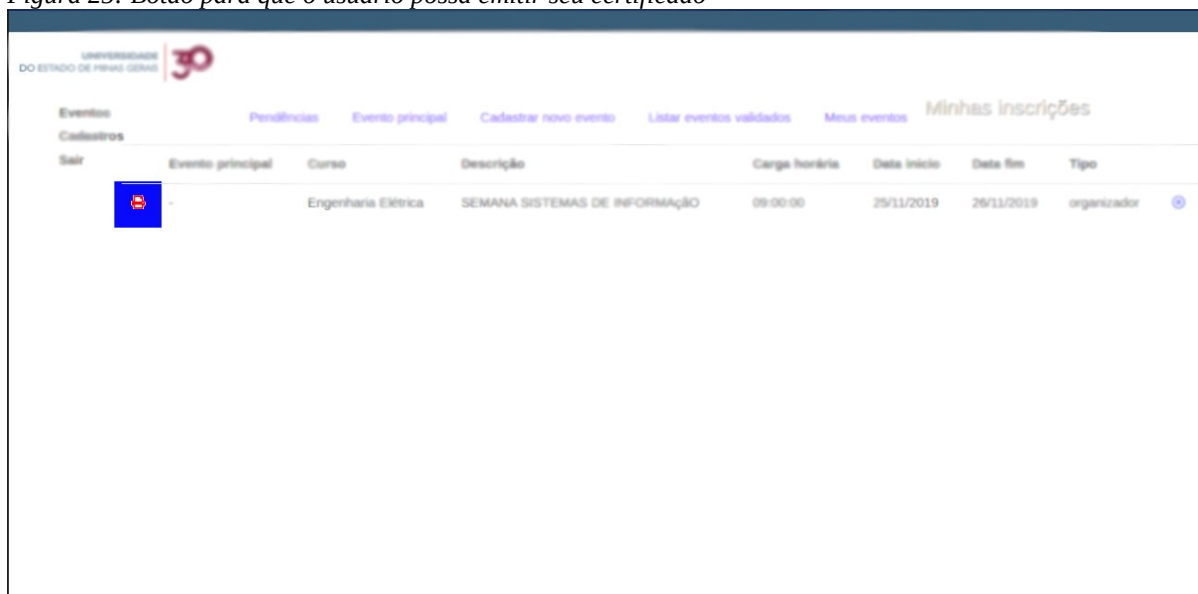 Figura 25: Botão para que o usuário possa emitir seu certificado
UNIVERSIDADE
DO ESTADO DE MINAS GERAIS 30
Eventos
Cadastros
Sair
Pendências Evento principal Cadastrar novo evento Listar eventos validados Meus eventos Minhas inscrições
Evento principal Curso Descrição Carga horária Data inicio Data fim Tipo
- Engenharia Elétrica SEMANA SISTEMAS DE INFORMAçãO 09:00:00 25/11/2019 26/11/2019 organizador